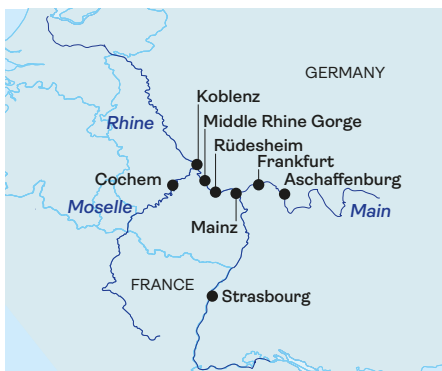 GERMANY
Koblenz
Middle Rhine Gorge
Rhine
Rüdesheim
Frankfurt
Cochem
Aschaffenburg
Moselle
Main
Mainz
FRANCE
Strasbourg